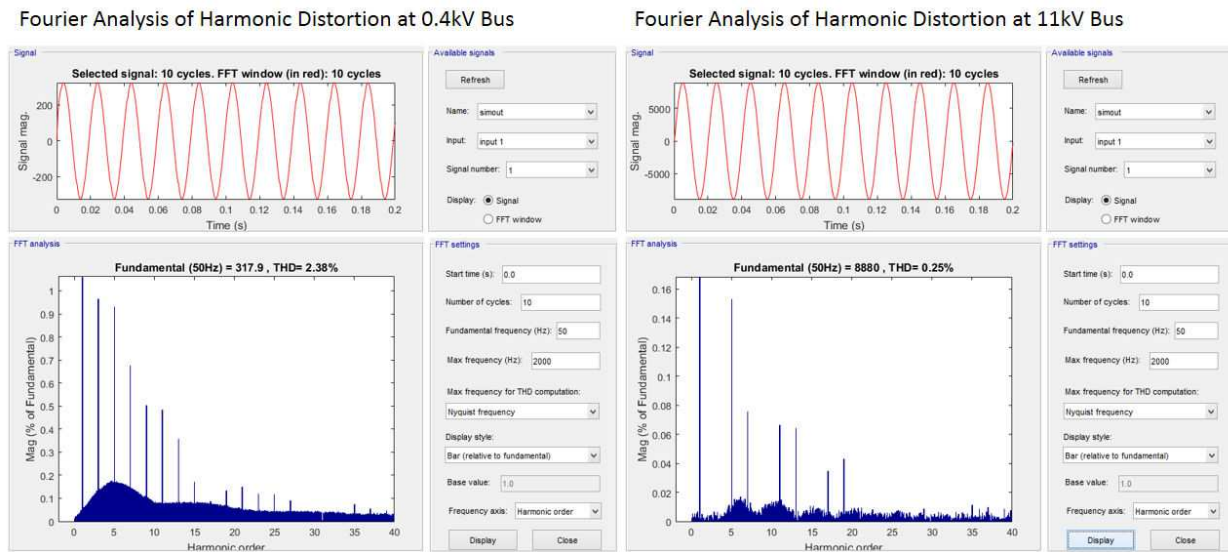 Fourier Analysis of Harmonic Distortion at 0.4kV Bus
Signal
Selected signal: 10 cycles. FFT window (in red): 10 cycles
Signal mag.
200
0
-200
0 0.02 0.04 0.06 0.08 0.1 0.12 0.14 0.16 0.18 0.2
Time (s)
Available signals
Refresh
Name: simout
Input: input 1
Signal number: 1
Display: Signal
FFT window
FFT analysis
Fundamental (50Hz) = 317.9 , THD= 2.38%
Mag (% of Fundamental)
1
0.9
0.8
0.7
0.6
0.5
0.4
0.3
0.2
0.1
0
0 5 10 15 20 25 30 35 40
Harmonic order
FFT settings
Start time (s): 0.0
Number of cycles: 10
Fundamental frequency (Hz): 50
Max frequency (Hz): 2000
Max frequency for THD computation:
Nyquist frequency
Display style:
Bar (relative to fundamental)
Base value: 1.0
Frequency axis: Harmonic order
Display Close
Fourier Analysis of Harmonic Distortion at 11kV Bus
Signal
Selected signal: 10 cycles. FFT window (in red): 10 cycles
Signal mag.
5000
0
-5000
0 0.02 0.04 0.06 0.08 0.1 0.12 0.14 0.16 0.18 0.2
Time (s)
Available signals
Refresh
Name: simout
Input: input 1
Signal number: 1
Display: Signal
FFT window
FFT analysis
Fundamental (50Hz) = 8880 , THD= 0.25%
Mag (% of Fundamental)
0.16
0.14
0.12
0.1
0.08
0.06
0.04
0.02
0
0 5 10 15 20 25 30 35 40
Harmonic order
FFT settings
Start time (s): 0.0
Number of cycles: 10
Fundamental frequency (Hz): 50
Max frequency (Hz): 2000
Max frequency for THD computation:
Nyquist frequency
Display style:
Bar (relative to fundamental)
Base value: 1.0
Frequency axis: Harmonic order
Display Close